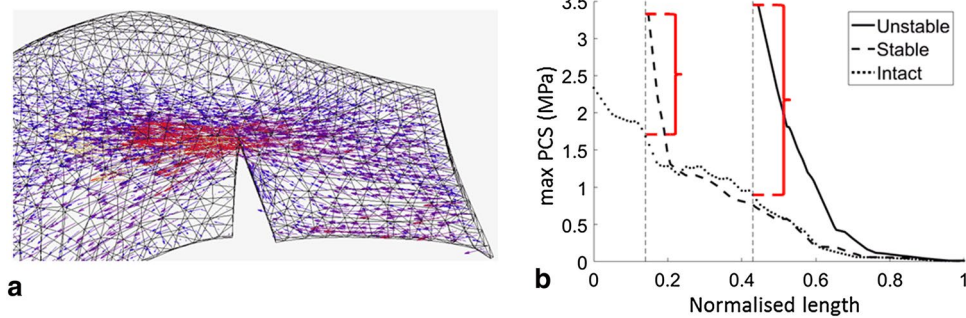 a
b
max PCS (MPa)
3.5
3
2.5
2
1.5
1
0.5
0
0
0.2
0.4
0.6
0.8
1
Normalised length
Unstable
Stable
Intact